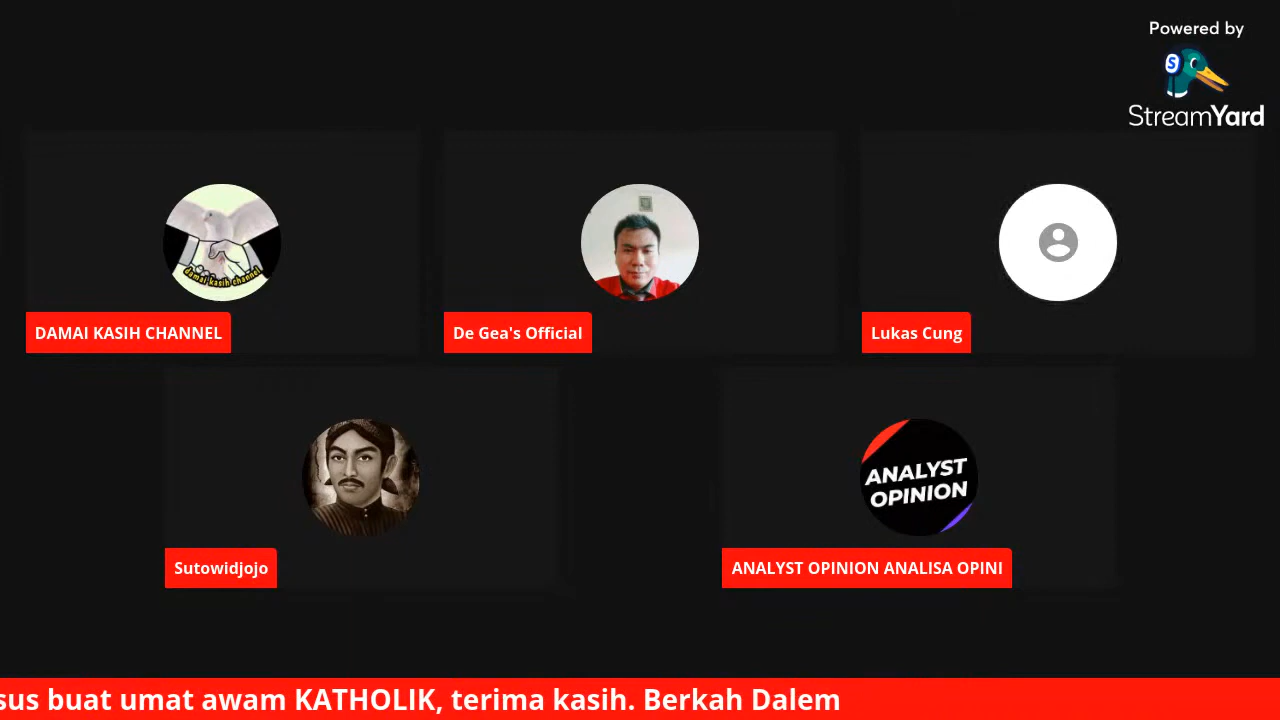 Powered by
S
StreamYard
damai kasih channel
DAMAI KASIH CHANNEL
De Gea's Official
Lukas Cung
ANALYST
OPINION
Sutowidjojo
ANALYST OPINION ANALISA OPINI
sus buat umat awam KATHOLIK, terima kasih. Berkah Dalem